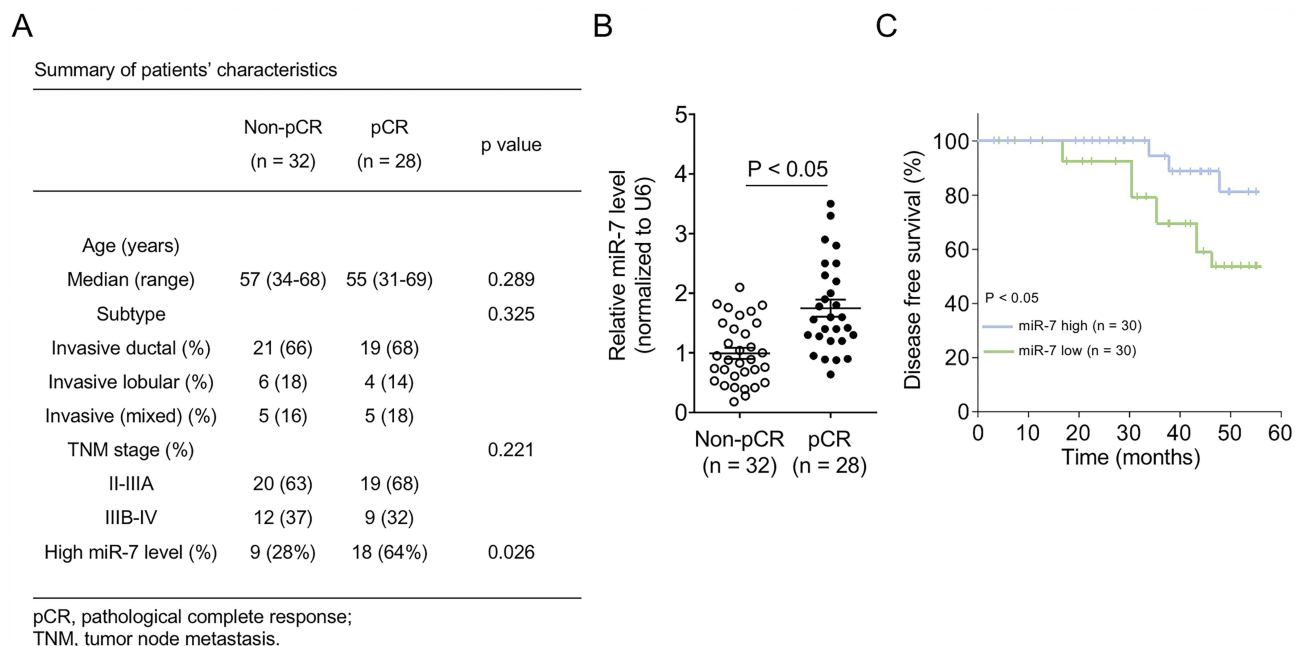 A
Summary of patients' characteristics
Non-pCR pCR p value
(n = 32) (n = 28)
Age (years)
Median (range) 57 (34-68) 55 (31-69) 0.289
Subtype 0.325
Invasive ductal (%) 21 (66) 19 (68)
Invasive lobular (%) 6 (18) 4 (14)
Invasive (mixed) (%) 5 (16) 5 (18)
TNM stage (%) 0.221
II-IIIA 20 (63) 19 (68)
IIIB-IV 12 (37) 9 (32)
High miR-7 level (%) 9 (28%) 18 (64%) 0.026
pCR, pathological complete response;
TNM, tumor node metastasis.
B
Relative miR-7 level
(normalized to U6)
5
4
3
2
1
0
P < 0.05
Non-pCR pCR
(n = 32) (n = 28)
C
Disease free survival (%)
100
80
60
40
20
0
P < 0.05
miR-7 high (n = 30)
miR-7 low (n = 30)
0 10 20 30 40 50 60
Time (months)